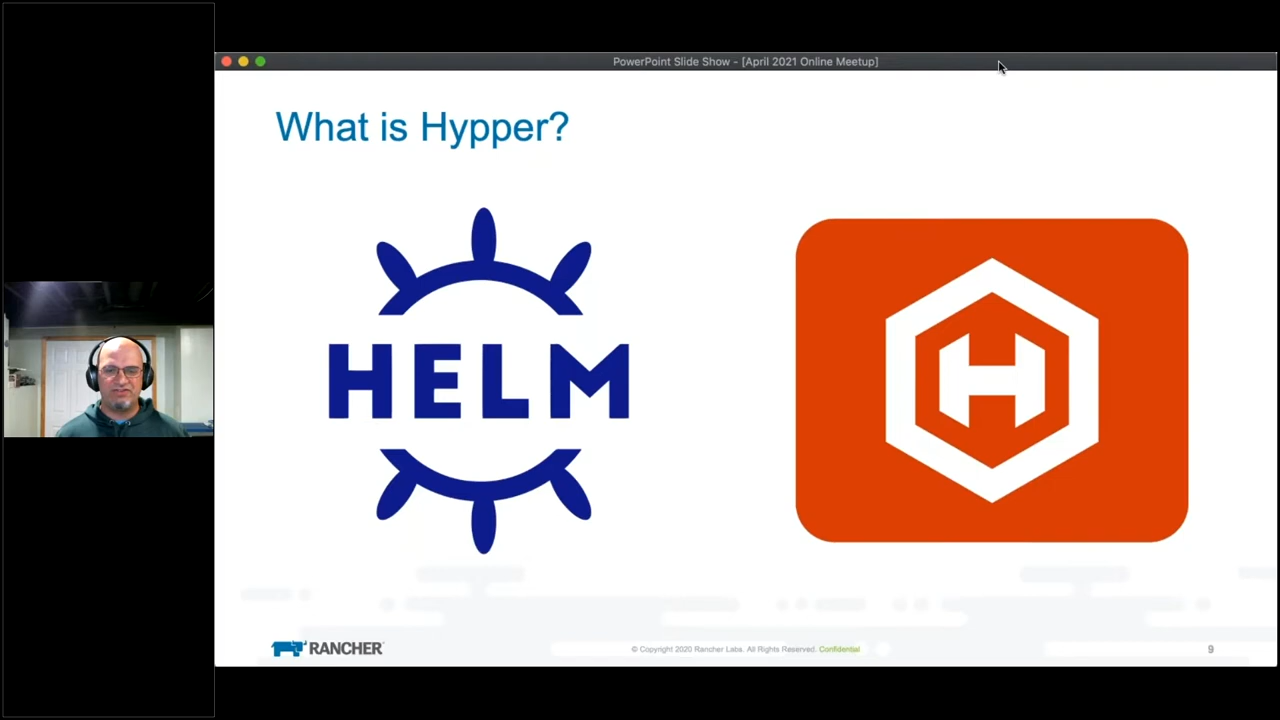 PowerPoint Slide Show - [April 2021 Online Meetup]
What is Hypper?
HELM
H
RANCHER
© Copyright 2020 Rancher Labs. All Rights Reserved. Confidential
9